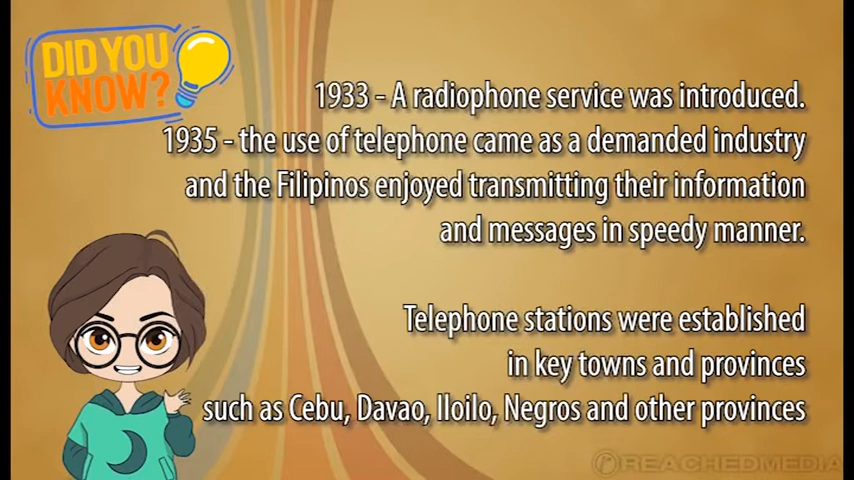 DID YOU
KNOW?
1933 - A radiophone service was introduced.
1935 - the use of telephone came as a demanded industry
and the Filipinos enjoyed transmitting their information
and messages in speedy manner.
Telephone stations were established
in key towns and provinces
such as Cebu, Davao, Iloilo, Negros and other provinces
REACHEDMEDIA